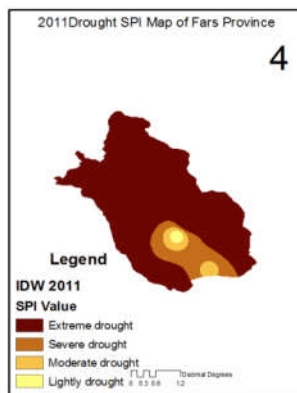 2011Drought SPI Map of Fars Province
4
Legend
IDW 2011
SPI Value
Extreme drought
Severe drought
Moderate drought
Lightly drought
Decimal Degrees
0 0.3 0.6 1.2